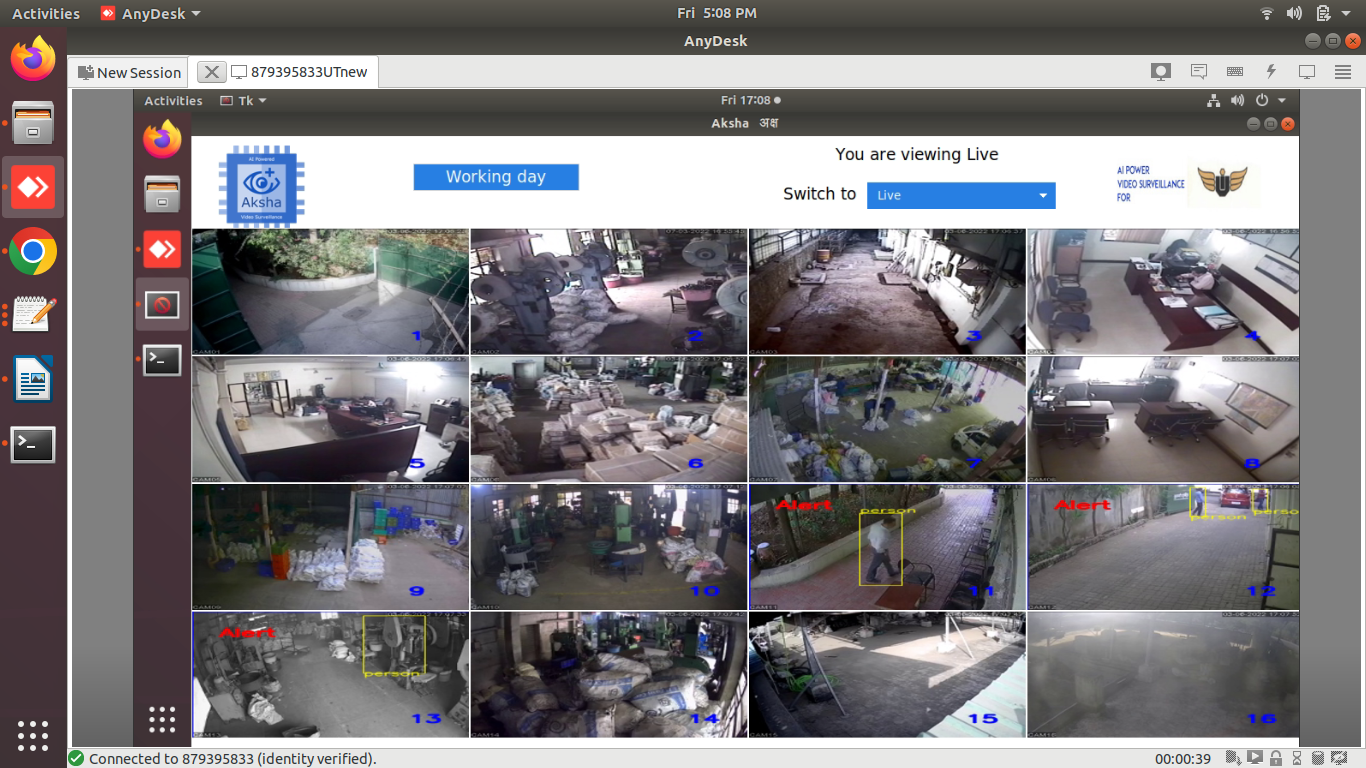 Activities AnyDesk Fri 5:08 PM
AnyDesk
New Session 879395833UTnew
Activities Tk Fri 17:08
Aksha अक्ष
AI Powered
Aksha
Video Surveillance
Working day
You are viewing Live
Switch to Live
AI POWER
VIDEO SURVEILLANCE
FOR
1
2
3
4
5
6
7
8
9
10
Alert
person
11
Alert
person
perso
12
Alert
person
13
14
15
16
Connected to 879395833 (identity verified). 00:00:39